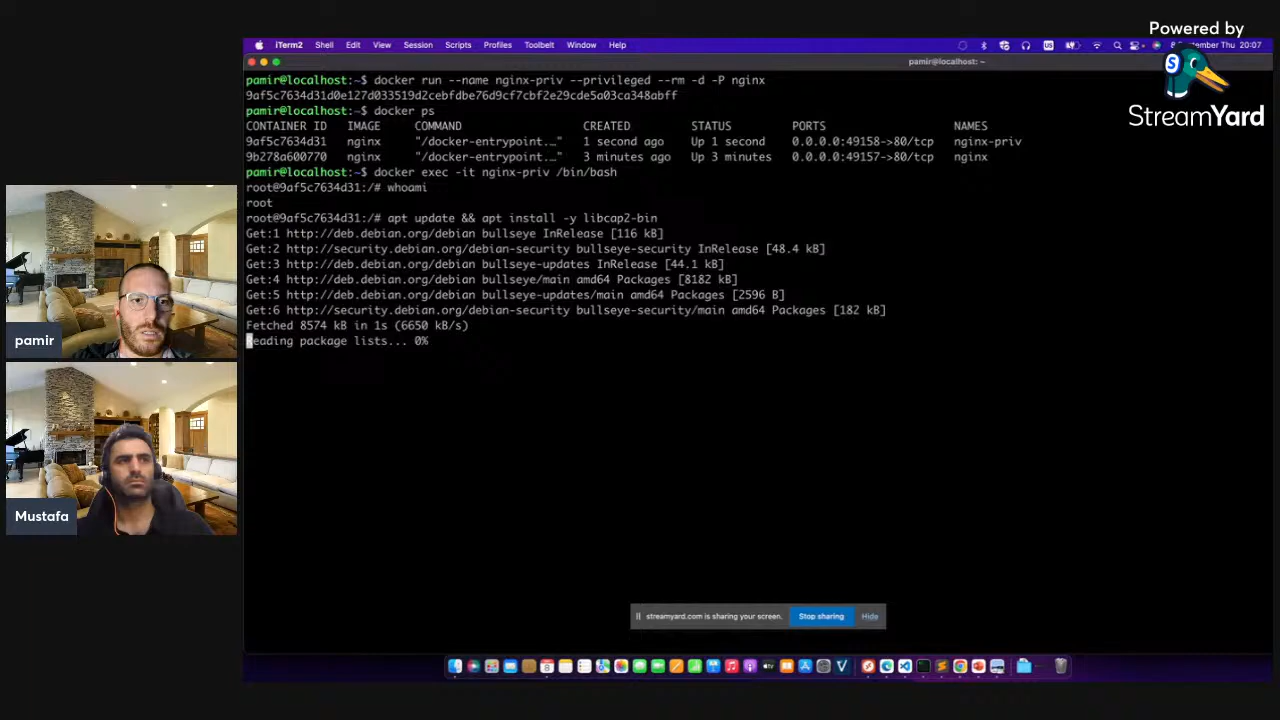 Powered by
StreamYard
iTerm2 Shell Edit View Session Scripts Profiles Toolbelt Window Help
Thu 20:07
pamir@localhost:~
pamir@localhost:~$ docker run --name nginx-priv --privileged --rm -d -P nginx
9af5c7634d31d0e127d033519d2cebfdbe76d9cf7cbf2e29cde5a03ca348abff
pamir@localhost:~$ docker ps
CONTAINER ID IMAGE COMMAND CREATED STATUS PORTS NAMES
9af5c7634d31 nginx "/docker-entrypoint.…" 1 second ago Up 1 second 0.0.0.0:49158->80/tcp nginx-priv
9b278a600770 nginx "/docker-entrypoint.…" 3 minutes ago Up 3 minutes 0.0.0.0:49157->80/tcp nginx
pamir@localhost:~$ docker exec -it nginx-priv /bin/bash
root@9af5c7634d31:/# whoami
root
root@9af5c7634d31:/# apt update && apt install -y libcap2-bin
Get:1 http://deb.debian.org/debian bullseye InRelease [116 kB]
Get:2 http://security.debian.org/debian-security bullseye-security InRelease [48.4 kB]
Get:3 http://deb.debian.org/debian bullseye-updates InRelease [44.1 kB]
Get:4 http://deb.debian.org/debian bullseye/main amd64 Packages [8182 kB]
Get:5 http://deb.debian.org/debian bullseye-updates/main amd64 Packages [2596 B]
Get:6 http://security.debian.org/debian-security bullseye-security/main amd64 Packages [182 kB]
Fetched 8574 kB in 1s (6650 kB/s)
Reading package lists... 0%
pamir
Mustafa
streamyard.com is sharing your screen. Stop sharing Hide